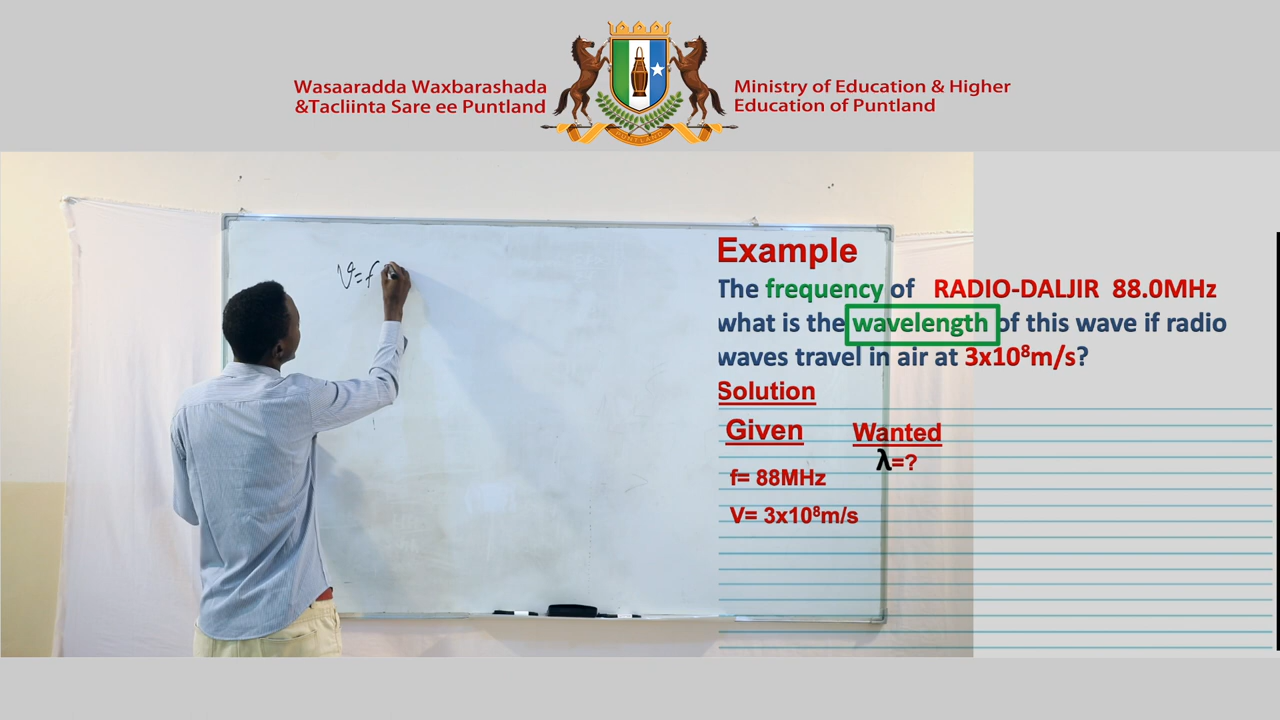 Wasaaradda Waxbarashada
&Tacliinta Sare ee Puntland
Ministry of Education & Higher
Education of Puntland
PUNTLAND
V=f
Example
The frequency of RADIO-DALJIR 88.0MHz
what is the wavelength of this wave if radio
waves travel in air at 3x10⁸m/s?
Solution
Given
Wanted
λ=?
f= 88MHz
V= 3x10⁸m/s